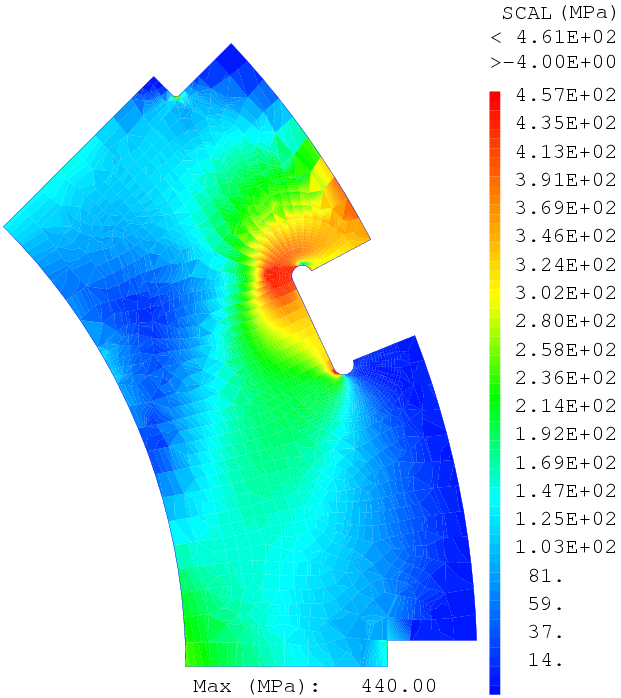 SCAL (MPa)
< 4.61E+02
>-4.00E+00
4.57E+02
4.35E+02
4.13E+02
3.91E+02
3.69E+02
3.46E+02
3.24E+02
3.02E+02
2.80E+02
2.58E+02
2.36E+02
2.14E+02
1.92E+02
1.69E+02
1.47E+02
1.25E+02
1.03E+02
81.
59.
37.
14.
Max (MPa): 440.00